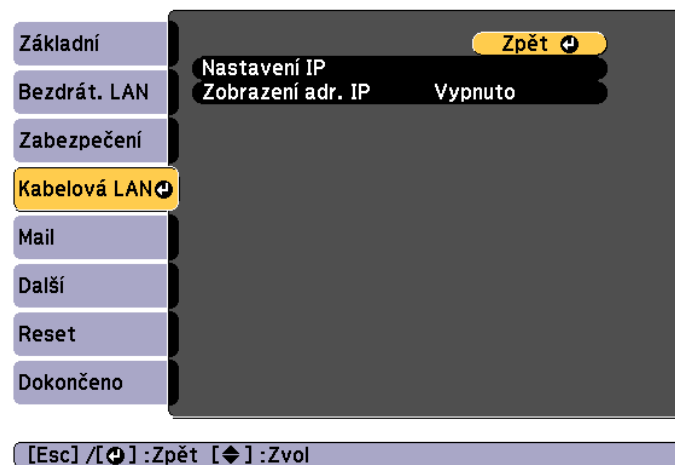 Základní
Bezdrát. LAN
Zabezpečení
Kabelová LAN
Mail
Další
Reset
Dokončeno
Zpět
Nastavení IP
Zobrazení adr. IP Vypnuto
[Esc] /[ ] :Zpět [ ] :Zvol